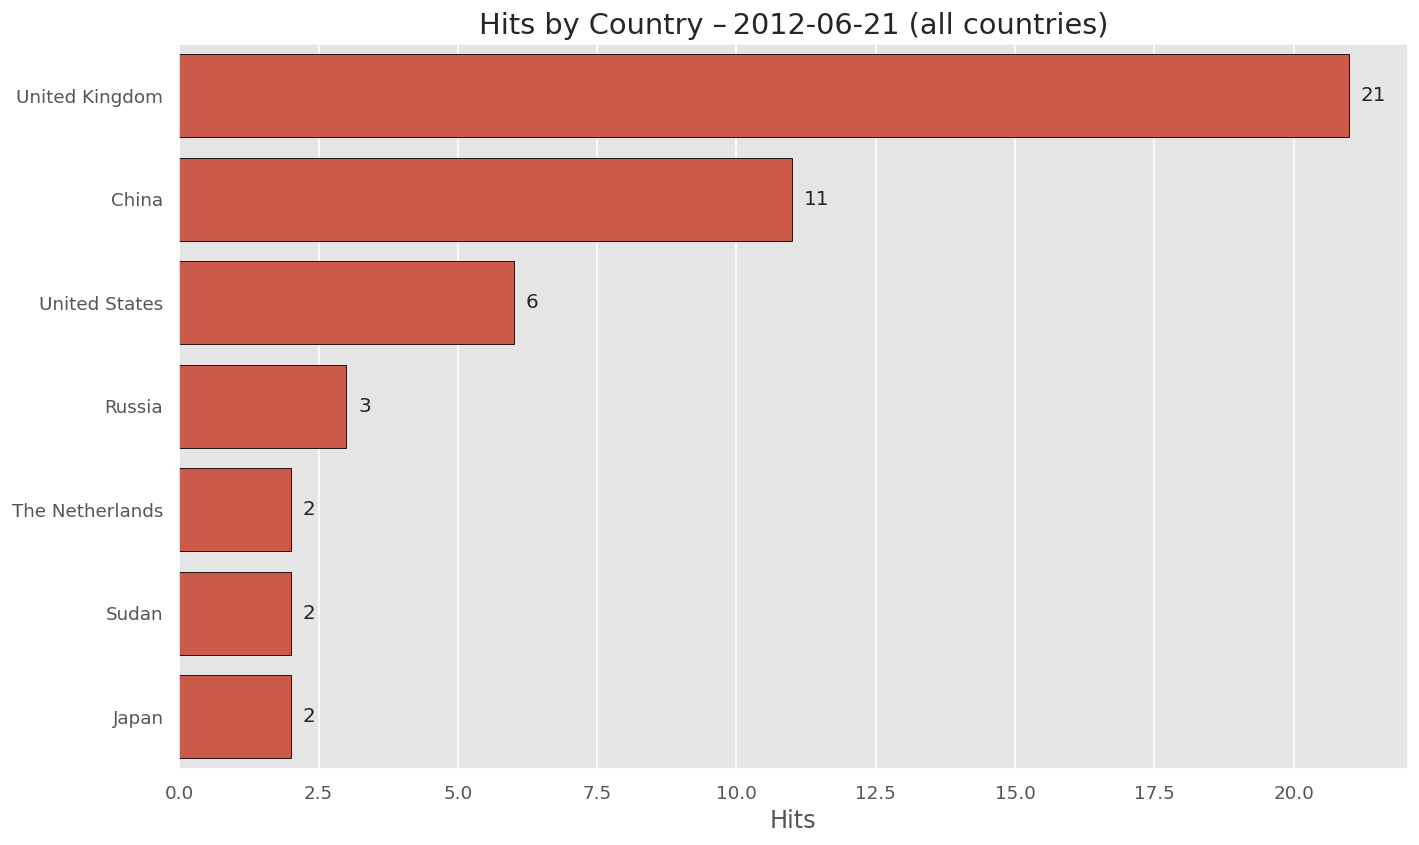 Hits by Country – 2012-06-21 (all countries)
United Kingdom 21
China 11
United States 6
Russia 3
The Netherlands 2
Sudan 2
Japan 2
0.0 2.5 5.0 7.5 10.0 12.5 15.0 17.5 20.0
Hits